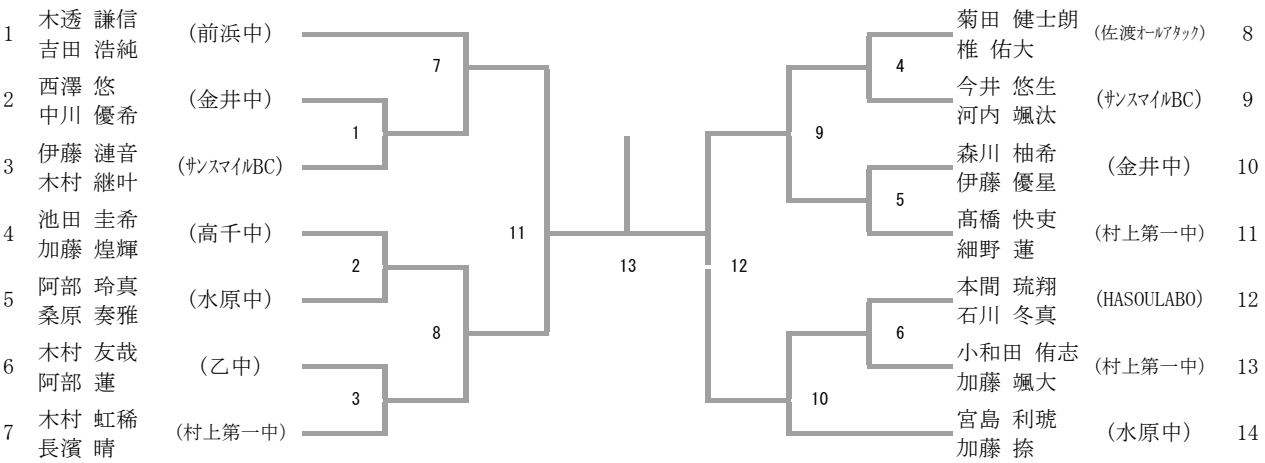 1 木透 謙信 (前浜中)
吉田 浩純
2 西澤 悠 (金井中)
中川 優希
3 伊藤 漣音 (サンスマイルBC)
木村 継叶
4 池田 圭希 (高千中)
加藤 煌輝
5 阿部 玲真 (水原中)
桑原 奏雅
6 木村 友哉 (乙中)
阿部 蓮
7 木村 虹稀 (村上第一中)
長濱 晴
7
1
2
8
3
11
13
12
4
9
5
6
10
菊田 健士朗 (佐渡オールアタック) 8
椎 佑大
今井 悠生 (サンスマイルBC) 9
河内 颯汰
森川 柚希 (金井中) 10
伊藤 優星
髙橋 快吏 (村上第一中) 11
細野 蓮
本間 琉翔 (HASOULABO) 12
石川 冬真
小和田 侑志 (村上第一中) 13
加藤 颯大
宮島 利琥 (水原中) 14
加藤 捺